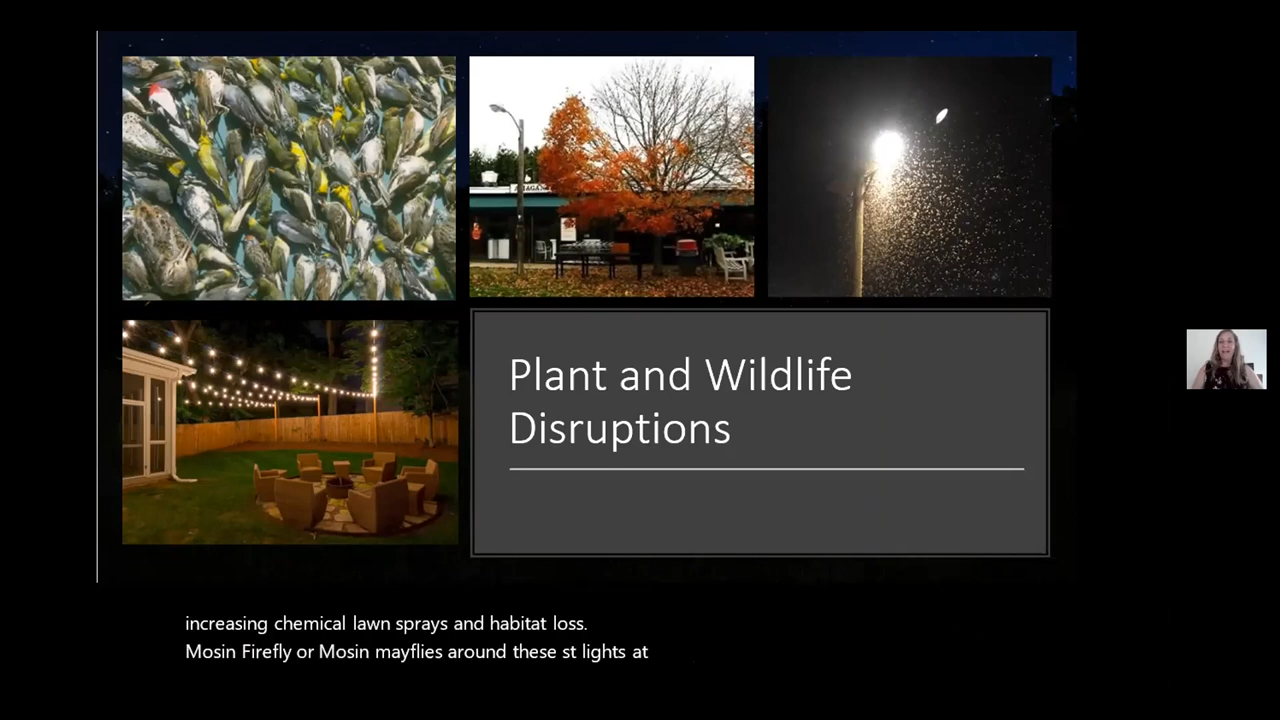 Plant and Wildlife
Disruptions
increasing chemical lawn sprays and habitat loss.
Mosin Firefly or Mosin mayflies around these st lights at